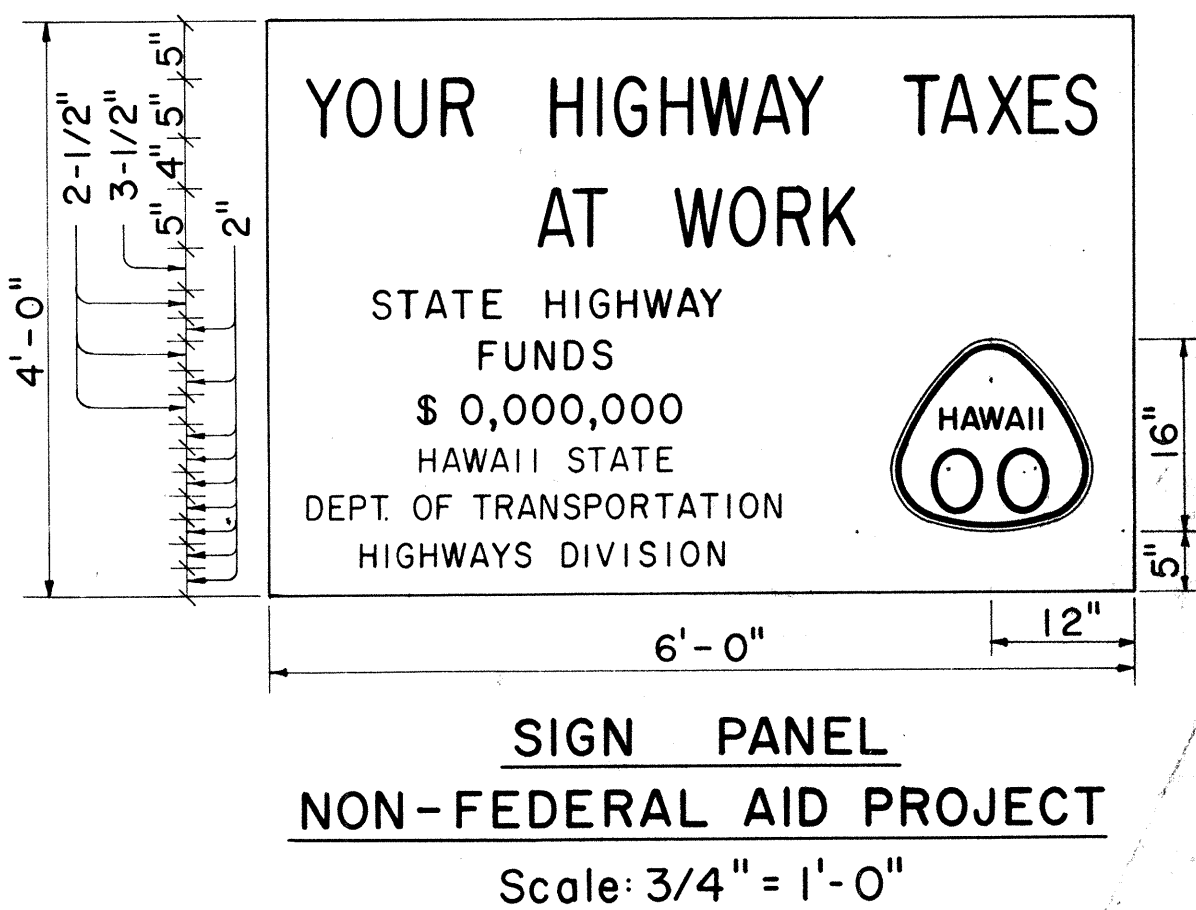 YOUR HIGHWAY TAXES
AT WORK
STATE HIGHWAY
FUNDS
$ 0,000,000
HAWAII STATE
DEPT. OF TRANSPORTATION
HIGHWAYS DIVISION
HAWAII
00
4'-0"
2-1/2"
3-1/2"
5"
5"
4"
5"
2"
16"
5"
12"
6'-0"
SIGN PANEL
NON-FEDERAL AID PROJECT
Scale: 3/4" = 1'-0"